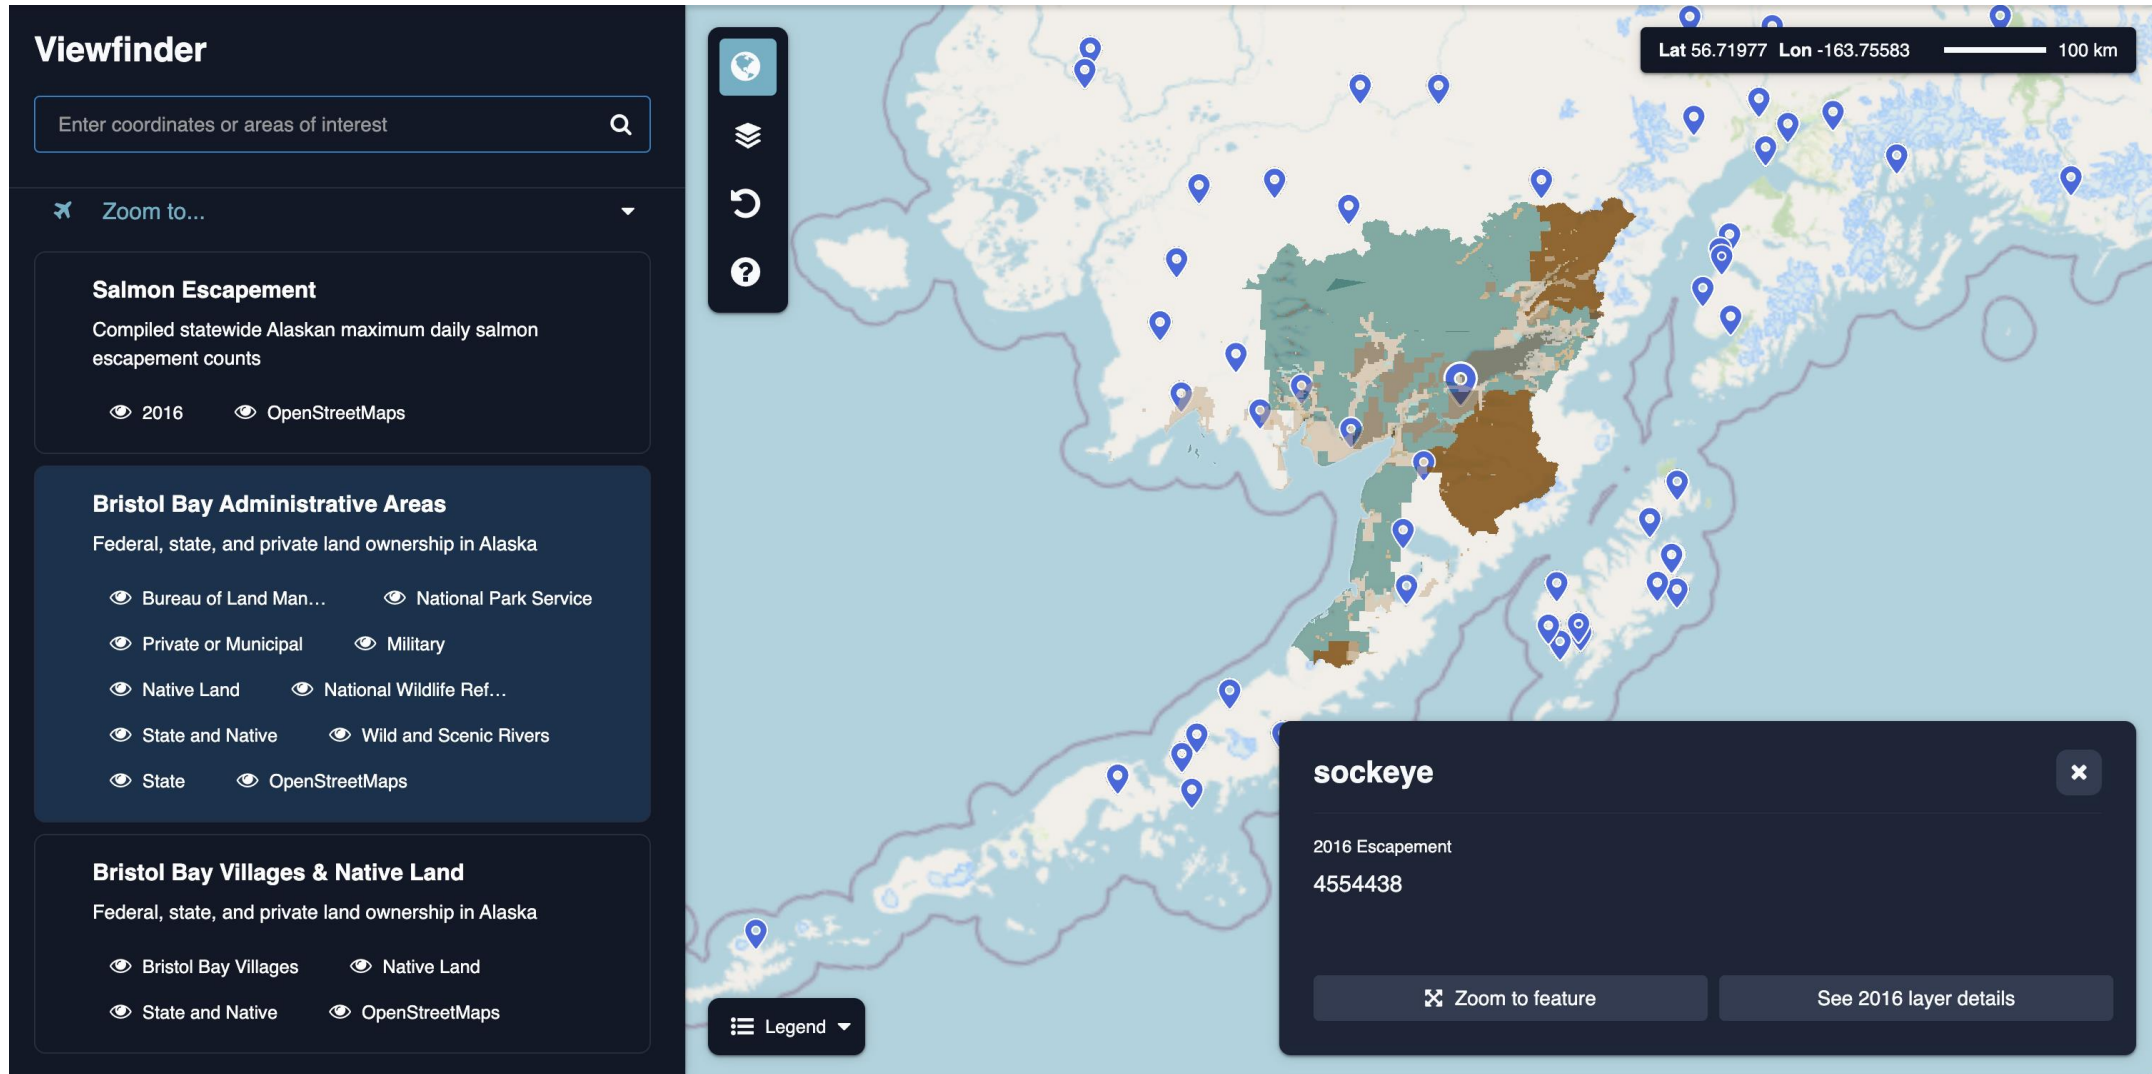 Viewfinder
Enter coordinates or areas of interest
Zoom to...
Salmon Escapement
Compiled statewide Alaskan maximum daily salmon
escapement counts
2016 OpenStreetMaps
Bristol Bay Administrative Areas
Federal, state, and private land ownership in Alaska
Bureau of Land Man... National Park Service
Private or Municipal Military
Native Land National Wildlife Ref...
State and Native Wild and Scenic Rivers
State OpenStreetMaps
Bristol Bay Villages & Native Land
Federal, state, and private land ownership in Alaska
Bristol Bay Villages Native Land
State and Native OpenStreetMaps
Lat 56.71977 Lon -163.75583 100 km
sockeye
2016 Escapement
4554438
Zoom to feature See 2016 layer details
Legend